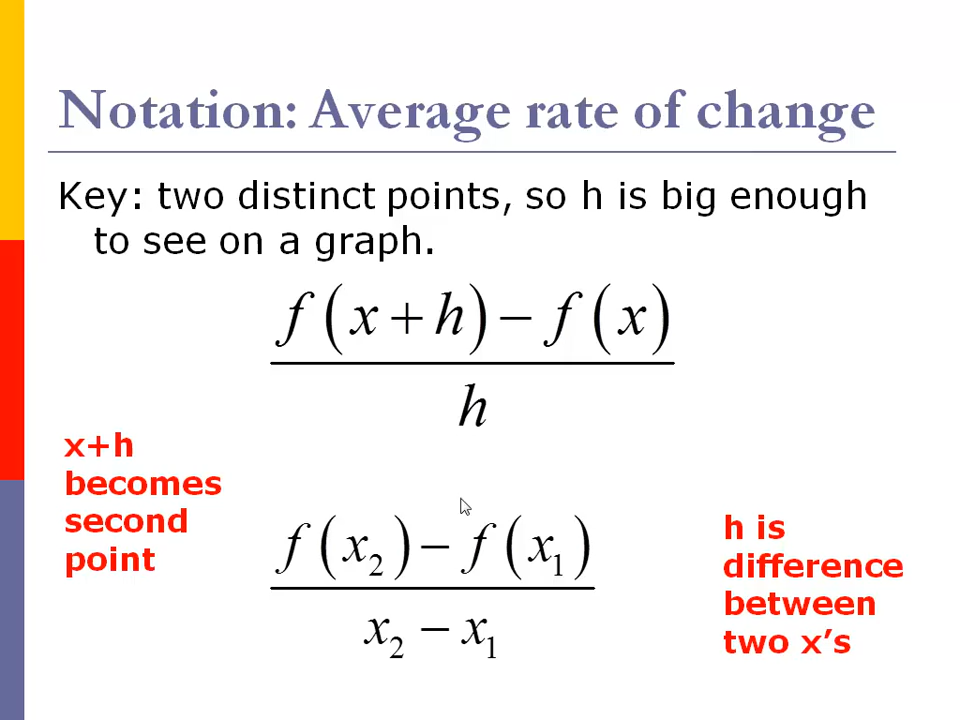 Notation: Average rate of change
Key: two distinct points, so h is big enough
to see on a graph.
f(x+h)−f(x)
h
x+h
becomes
second
point
f(x₂)−f(x₁)
x₂−x₁
h is
difference
between
two x’s